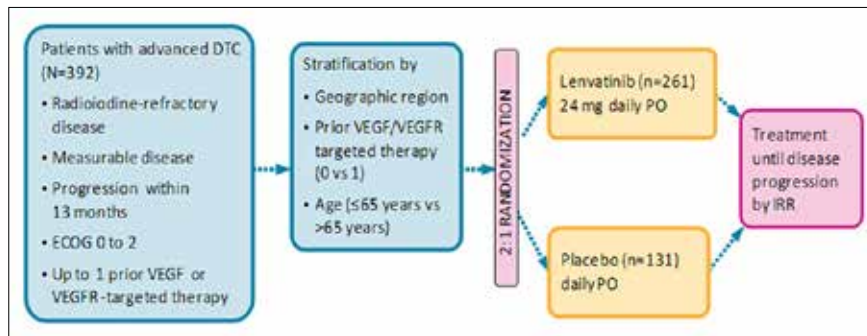 Patients with advanced DTC
(N=392)
• Radioiodine-refractory
disease
• Measurable disease
• Progression within
13 months
• ECOG 0 to 2
• Up to 1 prior VEGF or
VEGFR-targeted therapy
Stratification by
• Geographic region
• Prior VEGF/VEGFR
targeted therapy
(0 vs 1)
• Age (≤65 years vs
>65 years)
2:1 RANDOMIZATION
Lenvatinib (n=261)
24 mg daily PO
Placebo (n=131)
daily PO
Treatment
until disease
progression
by IRR